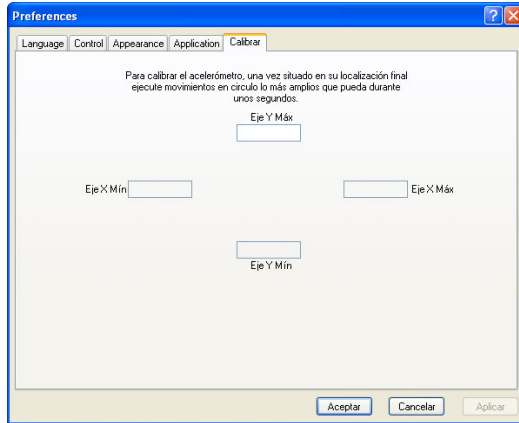 Preferences
Language Control Appearance Application Calibrar
Para calibrar el acelerómetro, una vez situado en su localización final
ejecute movimientos en circulo lo más amplios que pueda durante
unos segundos.
Eje Y Máx
Eje X Mín
Eje X Máx
Eje Y Mín
Aceptar Cancelar Aplicar